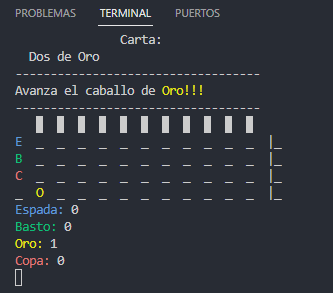 PROBLEMAS TERMINAL PUERTOS
Carta:
Dos de Oro
-----------------------------------
Avanza el caballo de Oro!!!
-----------------------------------
E _ _ _ _ _ _ _ _ _ _ _ |_
B _ _ _ _ _ _ _ _ _ _ _ |_
C _ _ _ _ _ _ _ _ _ _ _ |_
_ O _ _ _ _ _ _ _ _ _ _ |_
Espada: 0
Basto: 0
Oro: 1
Copa: 0